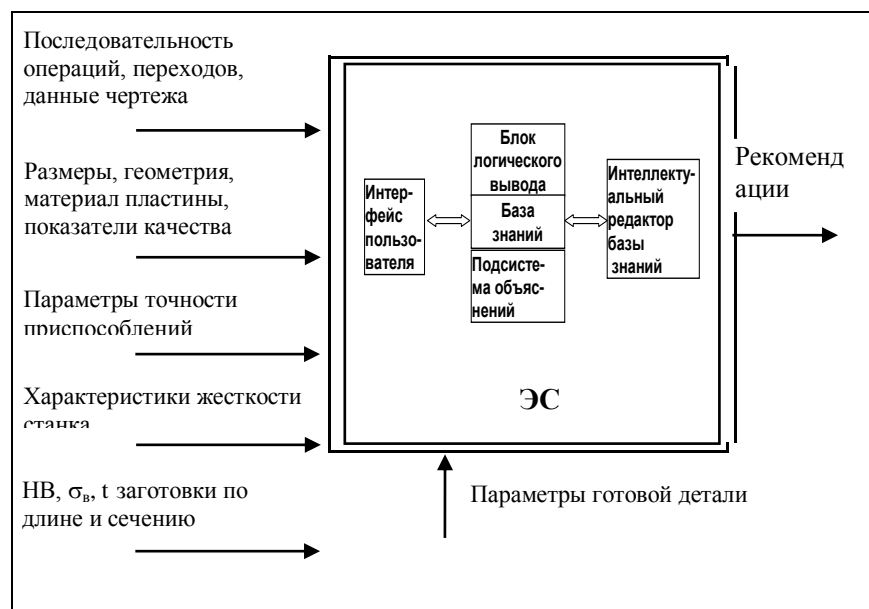 Последовательность
операций, переходов,
данные чертежа
Размеры, геометрия,
материал пластины,
показатели качества
Параметры точности
приспособлений
Характеристики жесткости
станка
НВ, σв, t заготовки по
длине и сечению
Интер-
фейс
пользо-
вателя
Блок
логического
вывода
База
знаний
Подсисте-
ма объяс-
нений
Интеллекту-
альный
редактор
базы
знаний
ЭС
Рекоменд
ации
Параметры готовой детали